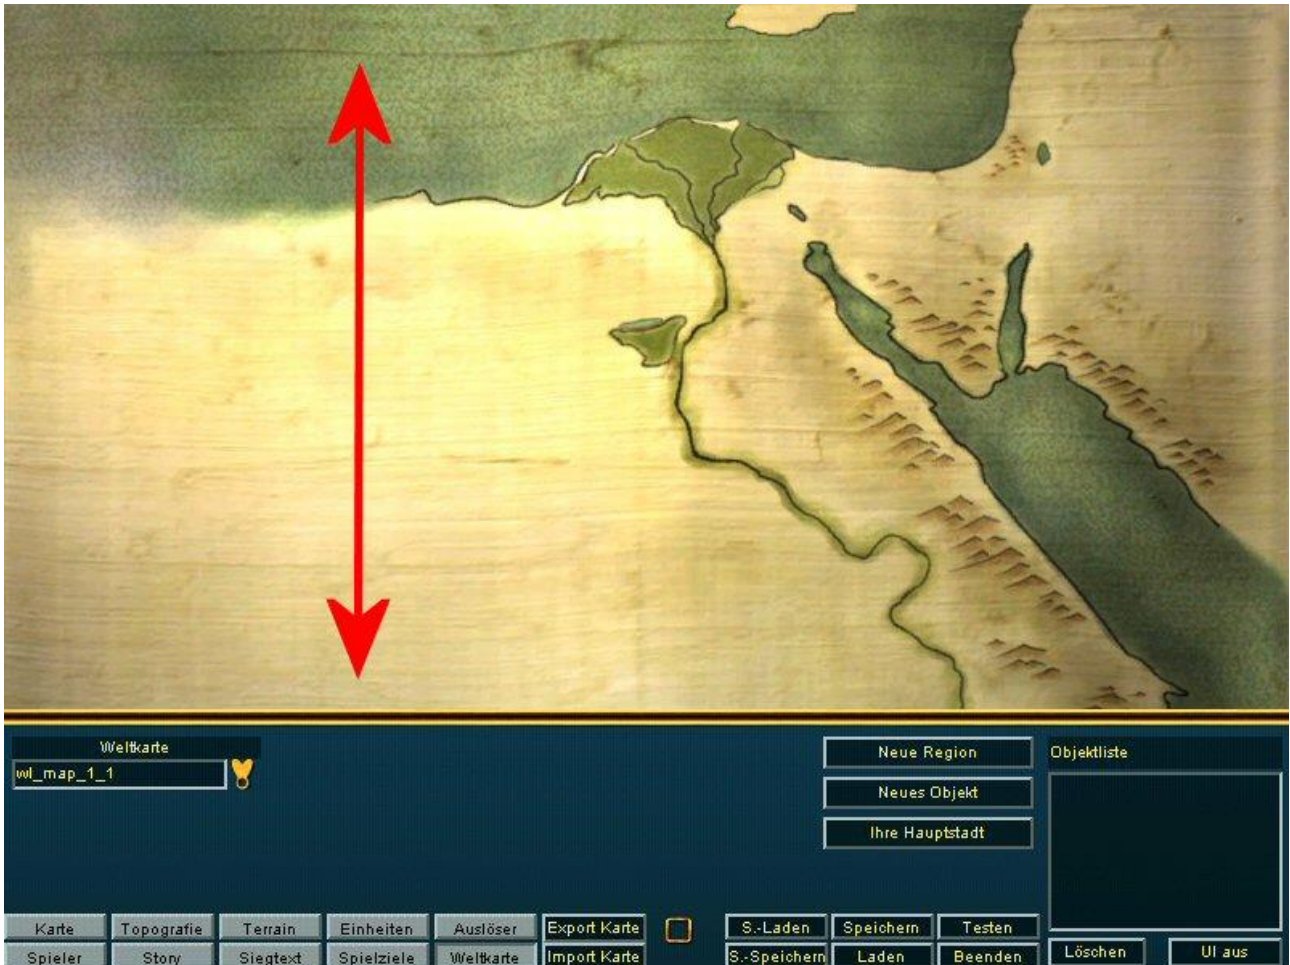 Weltkarte
wl_map_1_1
Neue Region
Neues Objekt
Ihre Hauptstadt
Objektliste
Karte Topografie Terrain Einheiten Auslöser Export Karte S.-Laden Speichern Testen
Spieler Story Siegtext Spielziele Weltkarte Import Karte S.-Speichern Laden Beenden Löschen UI aus